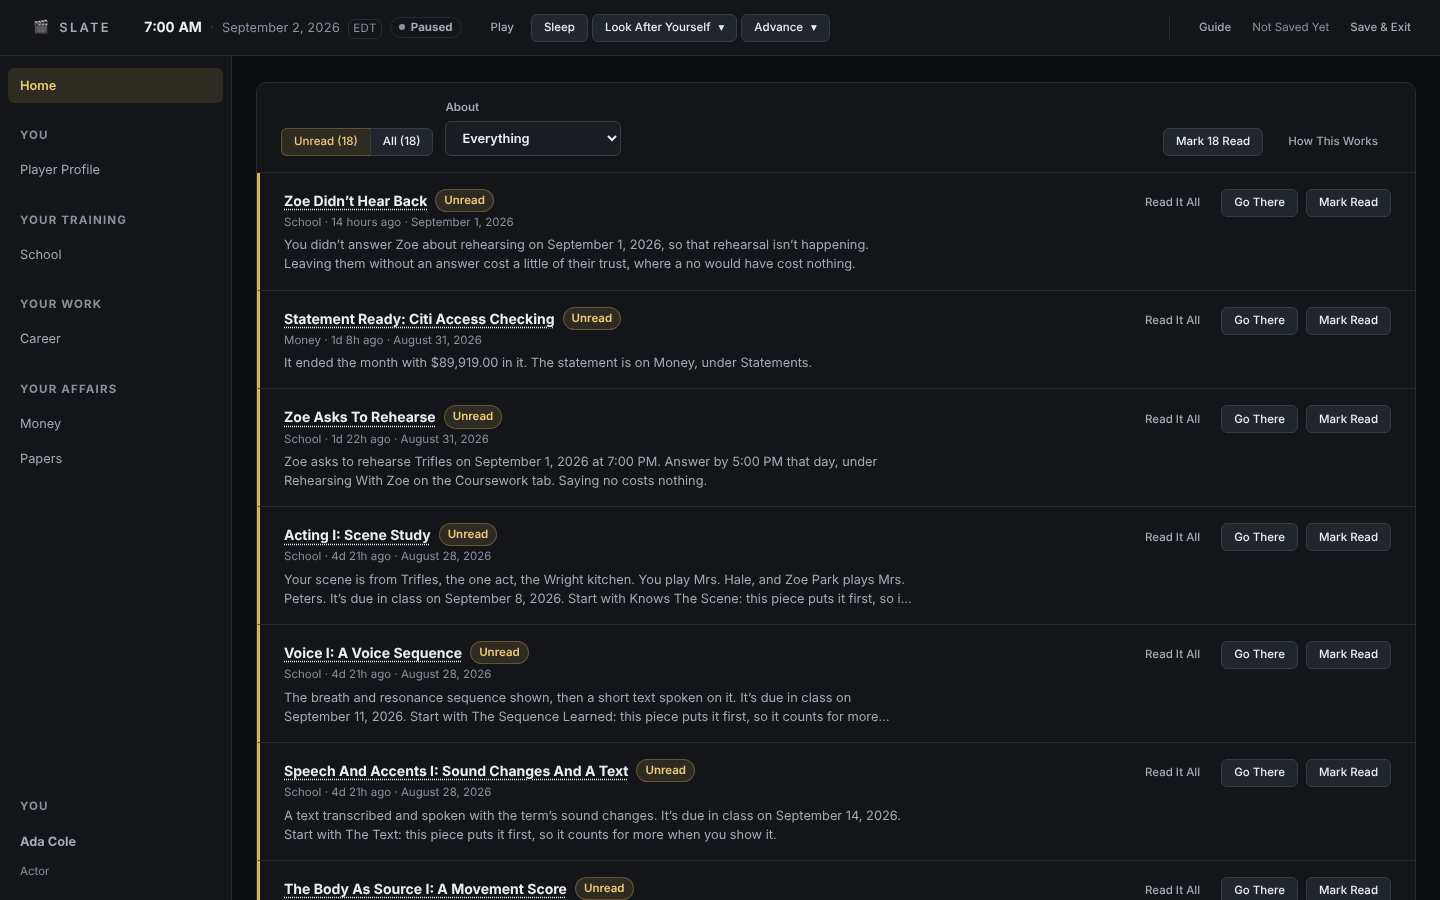 SLATE
7:00 AM · September 2, 2026 EDT Paused
Play
Sleep
Look After Yourself ▾
Advance ▾
Guide
Not Saved Yet
Save & Exit
Home
YOU
Player Profile
YOUR TRAINING
School
YOUR WORK
Career
YOUR AFFAIRS
Money
Papers
YOU
Ada Cole
Actor
About
Unread (18)
All (18)
Everything
Mark 18 Read
How This Works
Zoe Didn’t Hear Back Unread
School · 14 hours ago · September 1, 2026
You didn’t answer Zoe about rehearsing on September 1, 2026, so that rehearsal isn’t happening.
Leaving them without an answer cost a little of their trust, where a no would have cost nothing.
Read It All Go There Mark Read
Statement Ready: Citi Access Checking Unread
Money · 1d 8h ago · August 31, 2026
It ended the month with $89,919.00 in it. The statement is on Money, under Statements.
Read It All Go There Mark Read
Zoe Asks To Rehearse Unread
School · 1d 22h ago · August 31, 2026
Zoe asks to rehearse Trifles on September 1, 2026 at 7:00 PM. Answer by 5:00 PM that day, under
Rehearsing With Zoe on the Coursework tab. Saying no costs nothing.
Read It All Go There Mark Read
Acting I: Scene Study Unread
School · 4d 21h ago · August 28, 2026
Your scene is from Trifles, the one act, the Wright kitchen. You play Mrs. Hale, and Zoe Park plays Mrs.
Peters. It’s due in class on September 8, 2026. Start with Knows The Scene: this piece puts it first, so i…
Read It All Go There Mark Read
Voice I: A Voice Sequence Unread
School · 4d 21h ago · August 28, 2026
The breath and resonance sequence shown, then a short text spoken on it. It’s due in class on
September 11, 2026. Start with The Sequence Learned: this piece puts it first, so it counts for more…
Read It All Go There Mark Read
Speech And Accents I: Sound Changes And A Text Unread
School · 4d 21h ago · August 28, 2026
A text transcribed and spoken with the term’s sound changes. It’s due in class on September 14, 2026.
Start with The Text: this piece puts it first, so it counts for more when you show it.
Read It All Go There Mark Read
The Body As Source I: A Movement Score Unread
Read It All Go There Mark Read